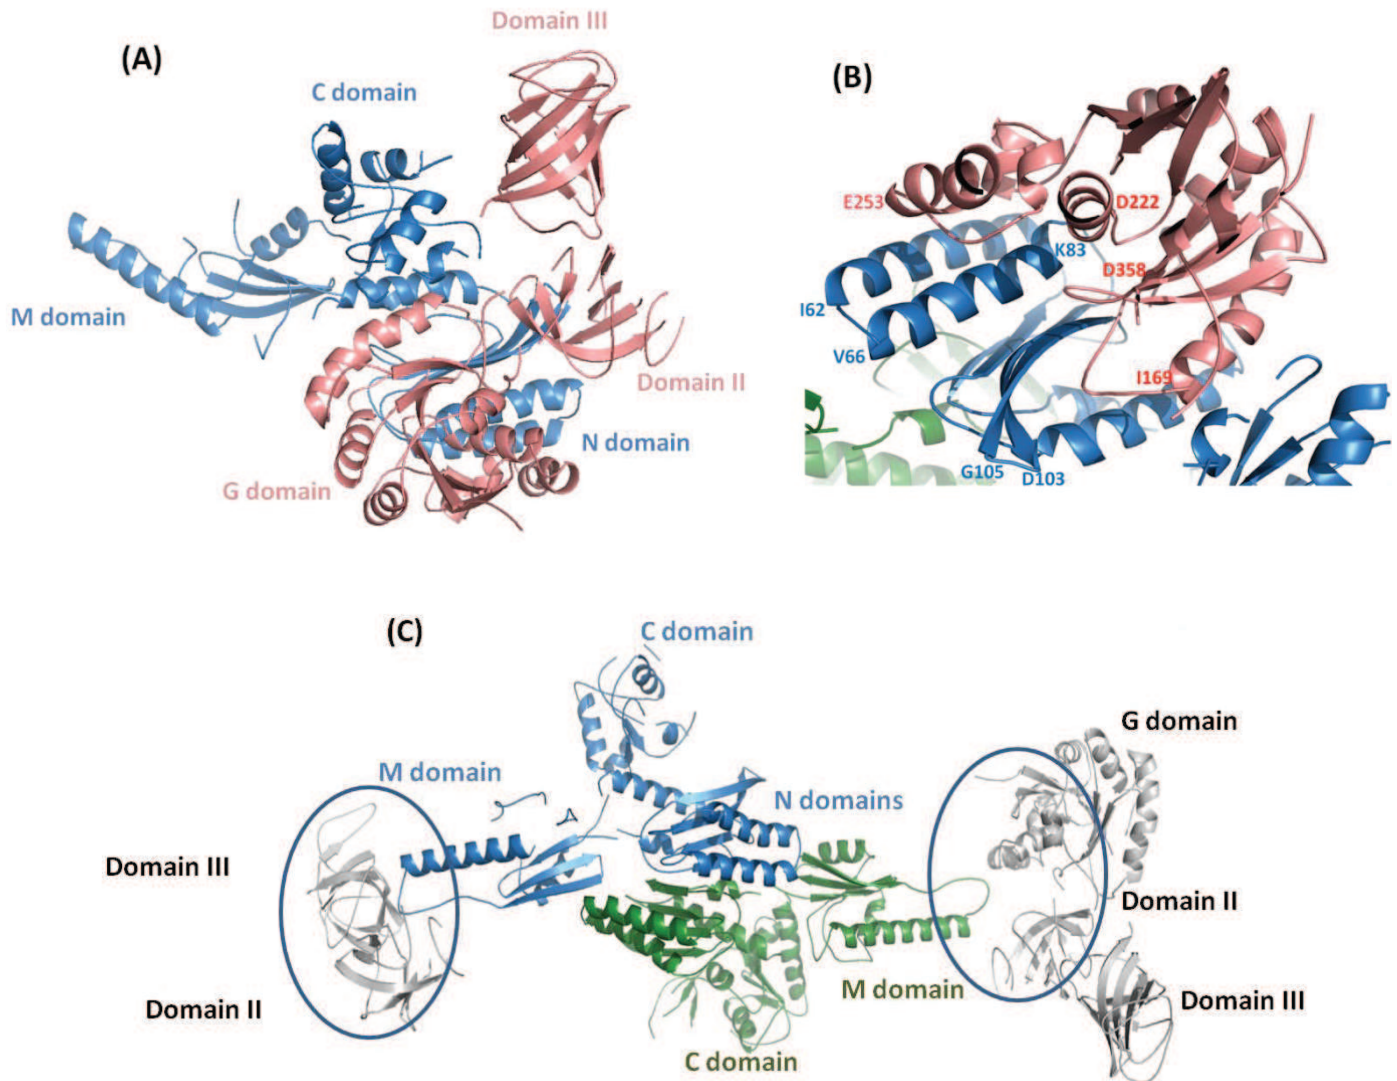 Domain III
(A)
C domain
M domain
Domain II
N domain
G domain
(B)
E253
D222
K83
D358
I62
V66
I169
G105
D103
(C)
C domain
G domain
M domain
N domains
Domain III
Domain II
M domain
Domain II
Domain III
C domain